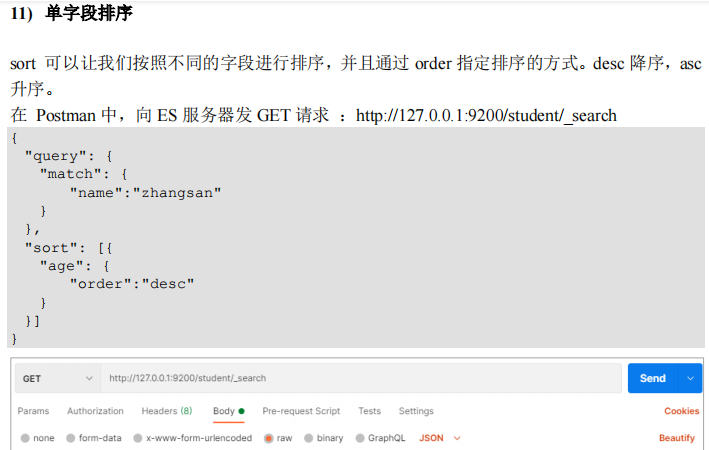 11) 单字段排序
sort 可以让我们按照不同的字段进行排序，并且通过 order 指定排序的方式。desc 降序，asc
升序。
在 Postman 中，向 ES 服务器发 GET 请求 ：http://127.0.0.1:9200/student/_search
{
"query": {
"match": {
"name":"zhangsan"
}
},
"sort": [{
"age": {
"order":"desc"
}
}]
}
GET http://127.0.0.1:9200/student/_search Send
Params Authorization Headers (8) Body Pre-request Script Tests Settings Cookies
none form-data x-www-form-urlencoded raw binary GraphQL JSON Beautify